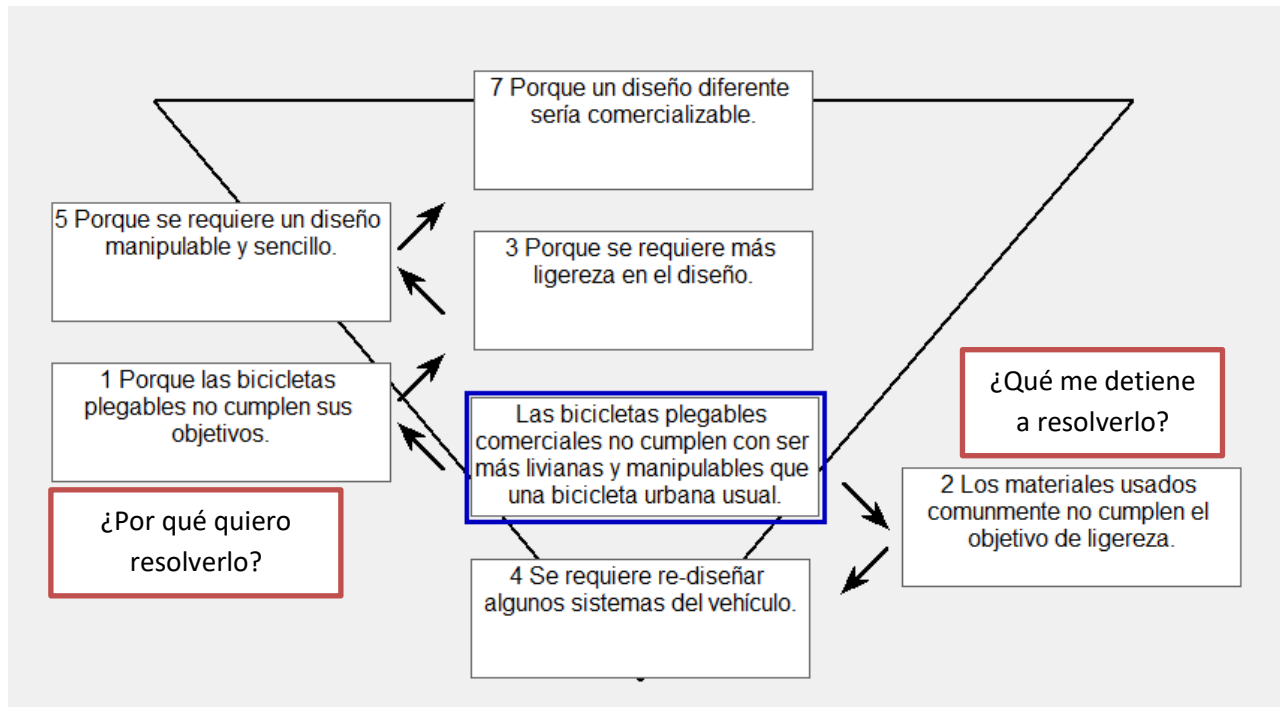 7 Porque un diseño diferente
sería comercializable.
5 Porque se requiere un diseño
manipulable y sencillo.
3 Porque se requiere más
ligereza en el diseño.
1 Porque las bicicletas
plegables no cumplen sus
objetivos.
¿Qué me detiene
a resolverlo?
Las bicicletas plegables
comerciales no cumplen con ser
más livianas y manipulables que
una bicicleta urbana usual.
2 Los materiales usados
comunmente no cumplen el
objetivo de ligereza.
¿Por qué quiero
resolverlo?
4 Se requiere re-diseñar
algunos sistemas del vehículo.